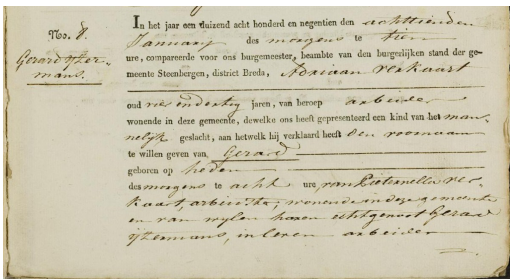 No. 8.
Gerard ijzer-
mans.
In het jaar een duizend acht honderd en negentien den achttienden
January des morgens te tien
ure, compareerde voor ons burgemeester, beambte van den burgerlijken stand der ge-
meente Steenbergen, district Breda, Adriaan verkaart
oud vier endertig jaren, van beroep arbeider
wonende in deze gemeente, dewelke ons heeft gepresenteerd een kind van het man-
nelijk geslacht, aan hetwelk hij verklaard heeft den voornaam
te willen geven van Gerard
geboren op heden
des morgens te acht ure, van Pieternella ver-
kaart, arbeidster, wonende in deze gemeente
en van wylen haren echtgenoot Gerard
ijzermans, in leven arbeider